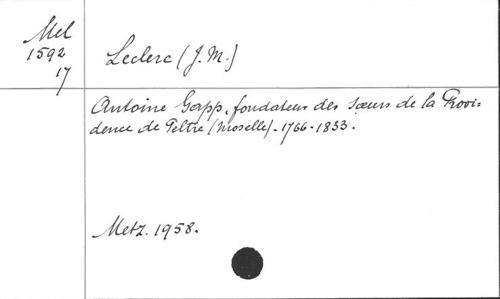 Mel
1592
17
Leclerc (J. M.)
Antoine Gapp, fondateur des sœurs de la Provi=
dence de Peltre (Moselle). 1766-1833.
Metz. 1958.